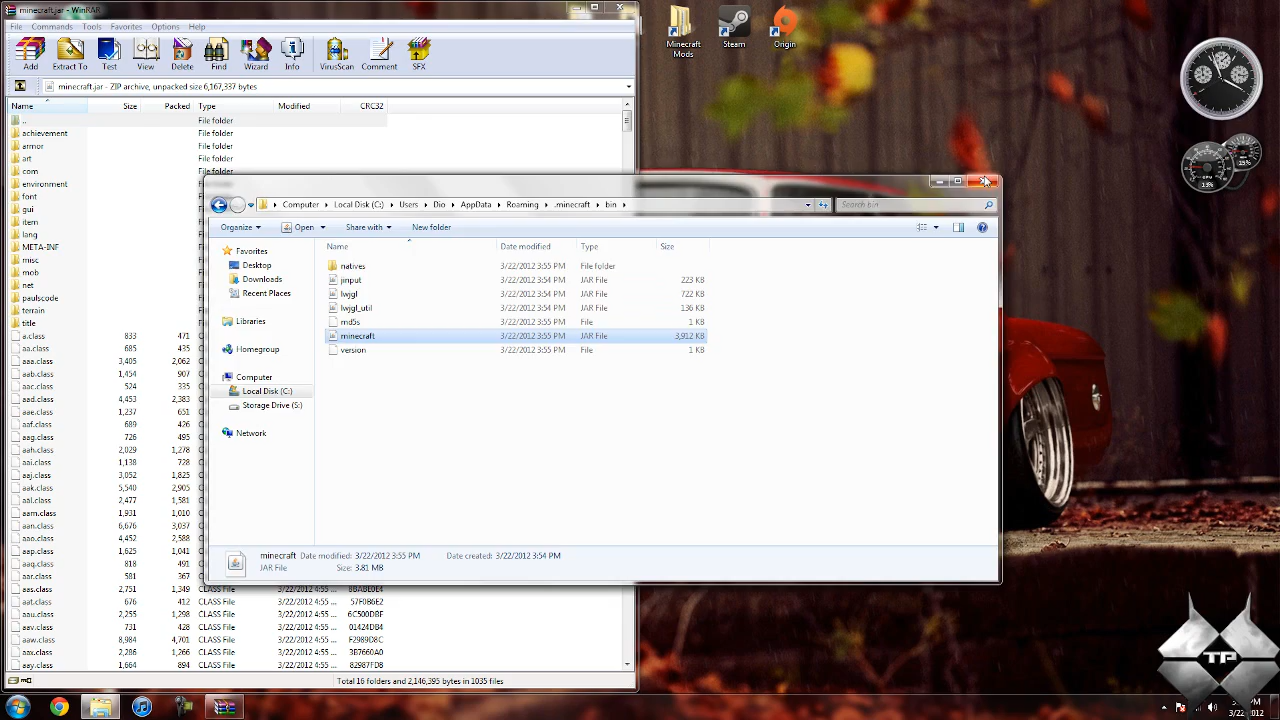 minecraft.jar - WinRAR
File Commands Tools Favorites Options Help
Add Extract To Test View Delete Find Wizard Info VirusScan Comment SFX
minecraft.jar - ZIP archive, unpacked size 6,167,337 bytes
Name Size Packed Type Modified CRC32
.. File folder
achievement File folder
armor File folder
art File folder
com File folder
environment File folder
font
gui
item
lang
META-INF
misc
mob
net
paulscode
terrain
title
a.class 833 471
aa.class 685 435
aaa.class 3,405 2,062
aab.class 1,454 907
aac.class 524 335
aad.class 4,453 2,383
aae.class 1,237 651
aaf.class 689 426
aag.class 726 495
aah.class 2,029 1,278
aai.class 1,138 728
aaj.class 3,052 1,825
aak.class 5,540 2,905
aal.class 2,477 1,581
aam.class 1,931 1,010
aan.class 6,676 3,037
aao.class 4,452 2,588
aap.class 1,625 1,041
aaq.class 818 491
aar.class 581 367
aas.class 2,751 1,349 CLASS File 3/22/2012 4:55 ... 8BABE0E4
aat.class 676 412 CLASS File 3/22/2012 4:55 ... 57F0B6E2
aau.class 2,255 1,298 CLASS File 3/22/2012 4:55 ... 6C500DBF
aav.class 731 428 CLASS File 3/22/2012 4:55 ... 01424DB4
aaw.class 8,984 4,701 CLASS File 3/22/2012 4:55 ... F2989D8C
aax.class 2,286 1,266 CLASS File 3/22/2012 4:55 ... 3B7660A0
aay.class 1,664 894 CLASS File 3/22/2012 4:55 ... 82987FDB
Total 16 folders and 2,146,395 bytes in 1035 files
Minecraft Mods
Steam
Origin
Computer Local Disk (C:) Users Dio AppData Roaming .minecraft bin
Search bin
Organize Open Share with New folder
Name Date modified Type Size
natives 3/22/2012 3:55 PM File folder
jinput 3/22/2012 3:54 PM JAR File 223 KB
lwjgl 3/22/2012 3:54 PM JAR File 722 KB
lwjgl_util 3/22/2012 3:54 PM JAR File 136 KB
md5s 3/22/2012 3:55 PM File 1 KB
minecraft 3/22/2012 3:55 PM JAR File 3,912 KB
version 3/22/2012 3:55 PM File 1 KB
Favorites
Desktop
Downloads
Recent Places
Libraries
Homegroup
Computer
Local Disk (C:)
Storage Drive (S:)
Network
minecraft Date modified: 3/22/2012 3:55 PM Date created: 3/22/2012 3:54 PM
JAR File Size: 3.81 MB
TP
3/22/2012